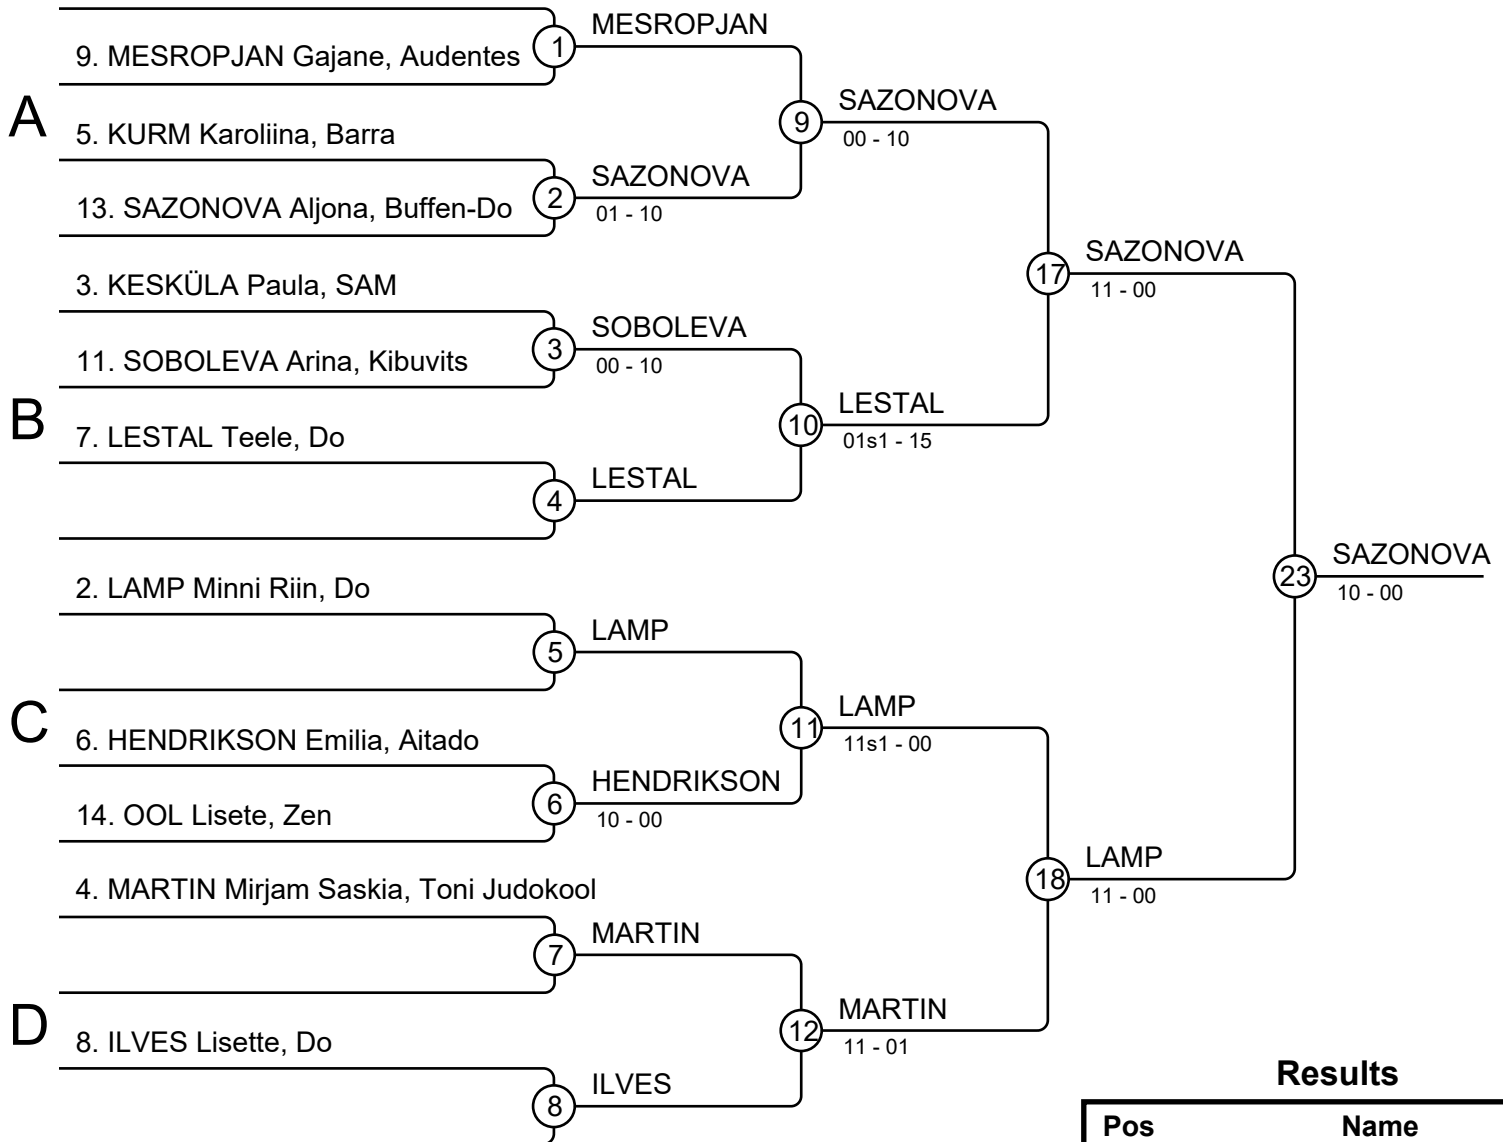 MESROPJAN
9. MESROPJAN Gajane, Audentes
1
A
5. KURM Karoliina, Barra
SAZONOVA
9
00 - 10
13. SAZONOVA Aljona, Buffen-Do
2
SAZONOVA
01 - 10
3. KESKÜLA Paula, SAM
SAZONOVA
17
11 - 00
11. SOBOLEVA Arina, Kibuvits
3
SOBOLEVA
00 - 10
B
7. LESTAL Teele, Do
LESTAL
10
01s1 - 15
4
LESTAL
2. LAMP Minni Riin, Do
SAZONOVA
23
10 - 00
5
LAMP
C
6. HENDRIKSON Emilia, Aitado
LAMP
11
11s1 - 00
14. OOL Lisete, Zen
6
HENDRIKSON
10 - 00
4. MARTIN Mirjam Saskia, Toni Judokool
LAMP
18
11 - 00
7
MARTIN
D
8. ILVES Lisette, Do
MARTIN
12
11 - 01
8
ILVES
Results
Pos Name